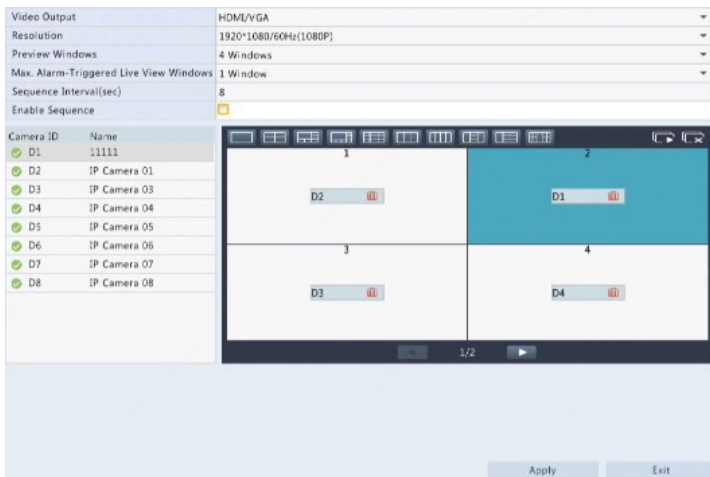 Video Output HDMI/VGA
Resolution 1920*1080/60Hz(1080P)
Preview Windows 4 Windows
Max. Alarm-Triggered Live View Windows 1 Window
Sequence Interval(sec) 8
Enable Sequence
Camera ID Name
D1 11111
D2 IP Camera 01
D3 IP Camera 03
D4 IP Camera 04
D5 IP Camera 05
D6 IP Camera 06
D7 IP Camera 07
D8 IP Camera 08
1 2
D2 D1
3 4
D3 D4
1/2
Apply Exit